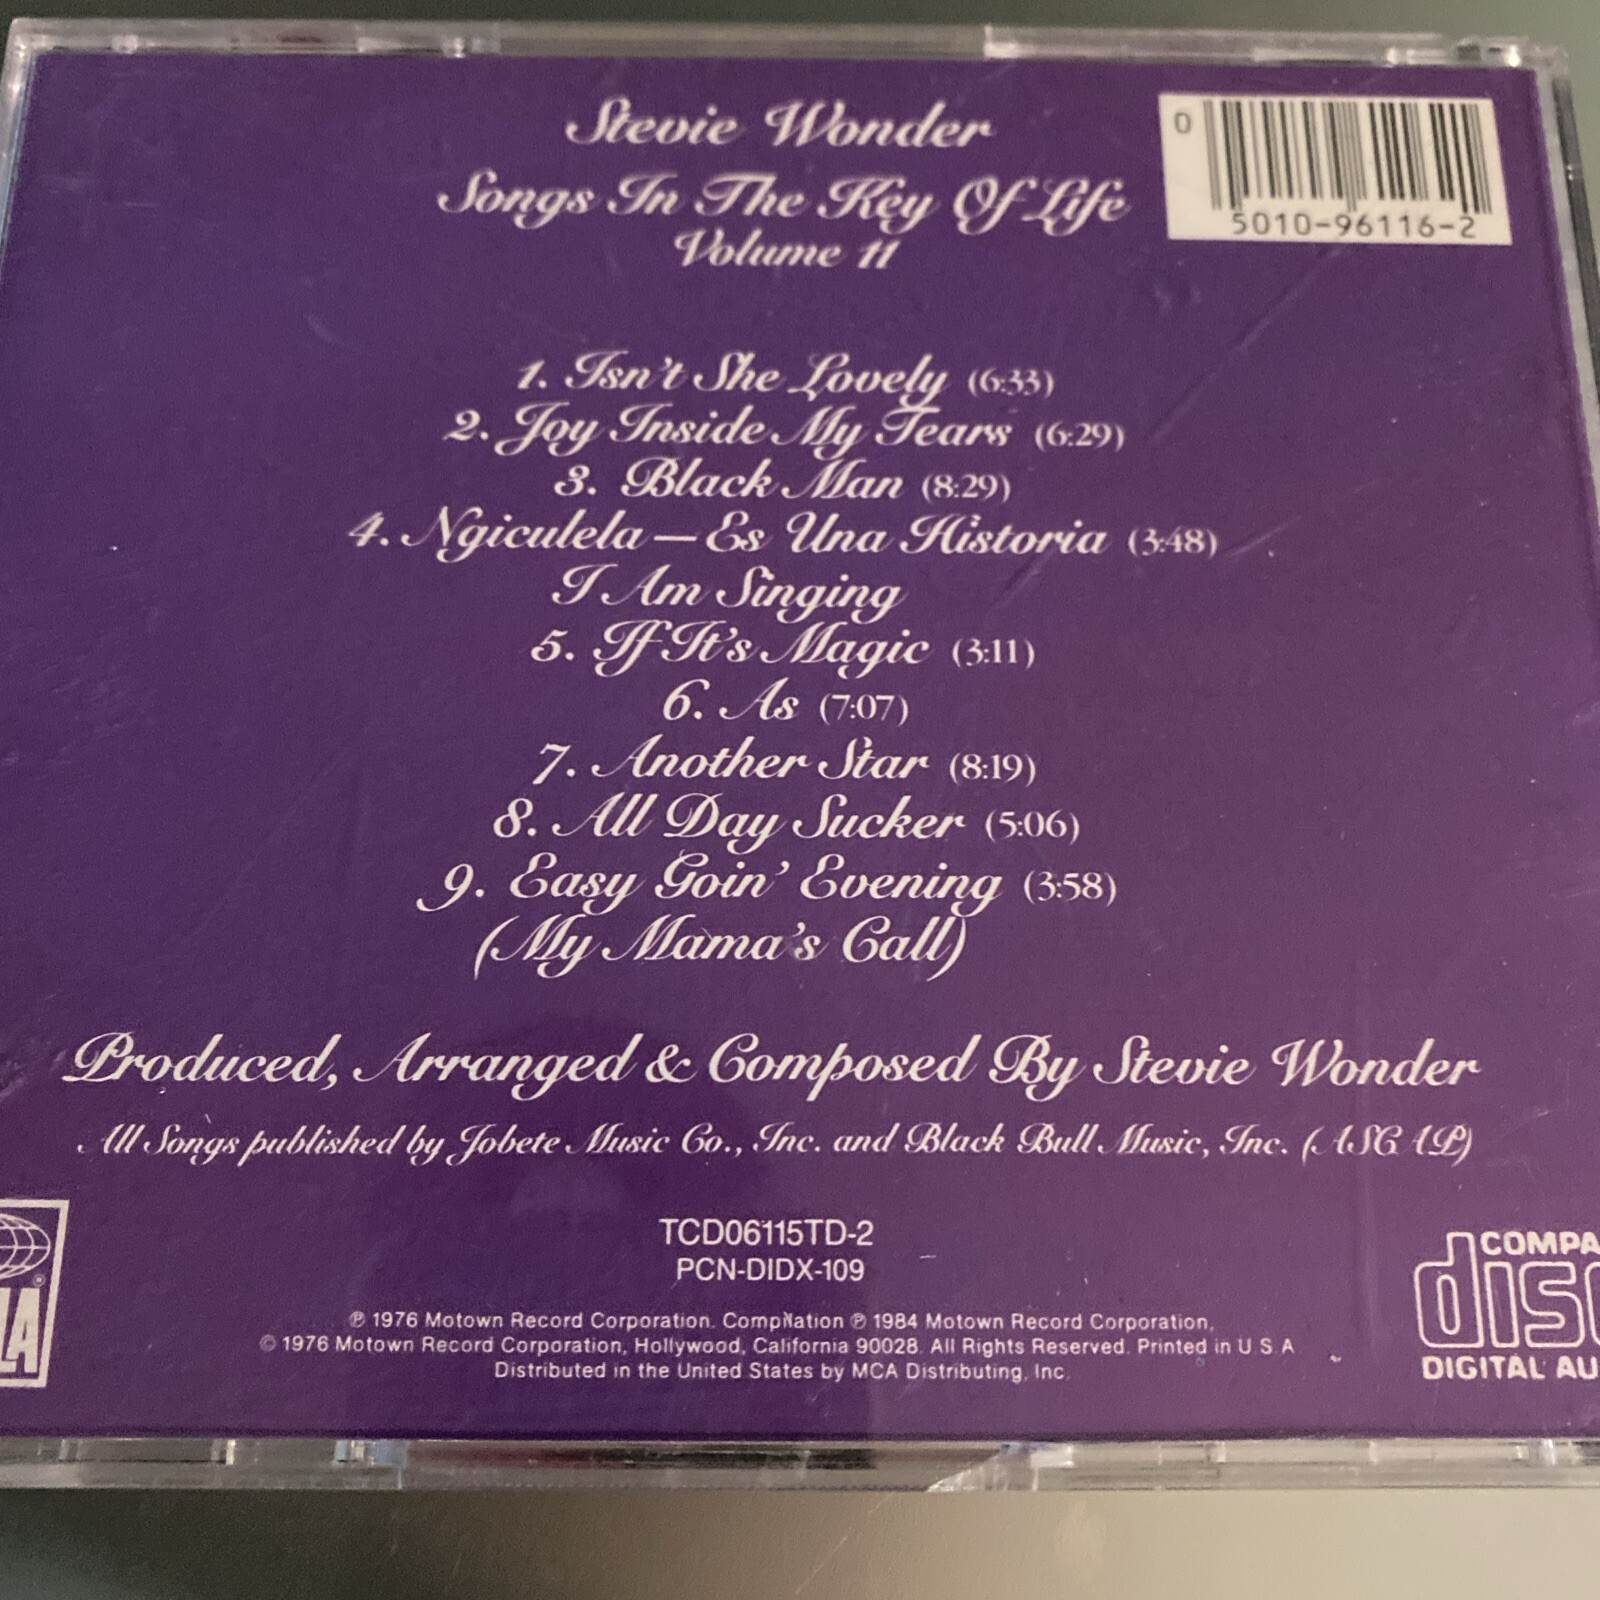 Stevie Wonder
Songs In The Key Of Life
Volume 11
0
5010-96116-2
1. Isn't She Lovely (6:33)
2. Joy Inside My Tears (6:29)
3. Black Man (8:29)
4. Ngiculela — Es Una Historia (3:48)
I Am Singing
5. If It's Magic (3:11)
6. As (7:07)
7. Another Star (8:19)
8. All Day Sucker (5:06)
9. Easy Goin' Evening (3:58)
(My Mama's Call)
Produced, Arranged & Composed By Stevie Wonder
All Songs published by Jobete Music Co., Inc. and Black Bull Music, Inc. (ASCAP)
LA
®
TCD06115TD-2
PCN-DIDX-109
℗ 1976 Motown Record Corporation. Compilation ℗ 1984 Motown Record Corporation,
© 1976 Motown Record Corporation, Hollywood, California 90028. All Rights Reserved. Printed in U S A
Distributed in the United States by MCA Distributing, Inc.
COMPA
disc
DIGITAL AU